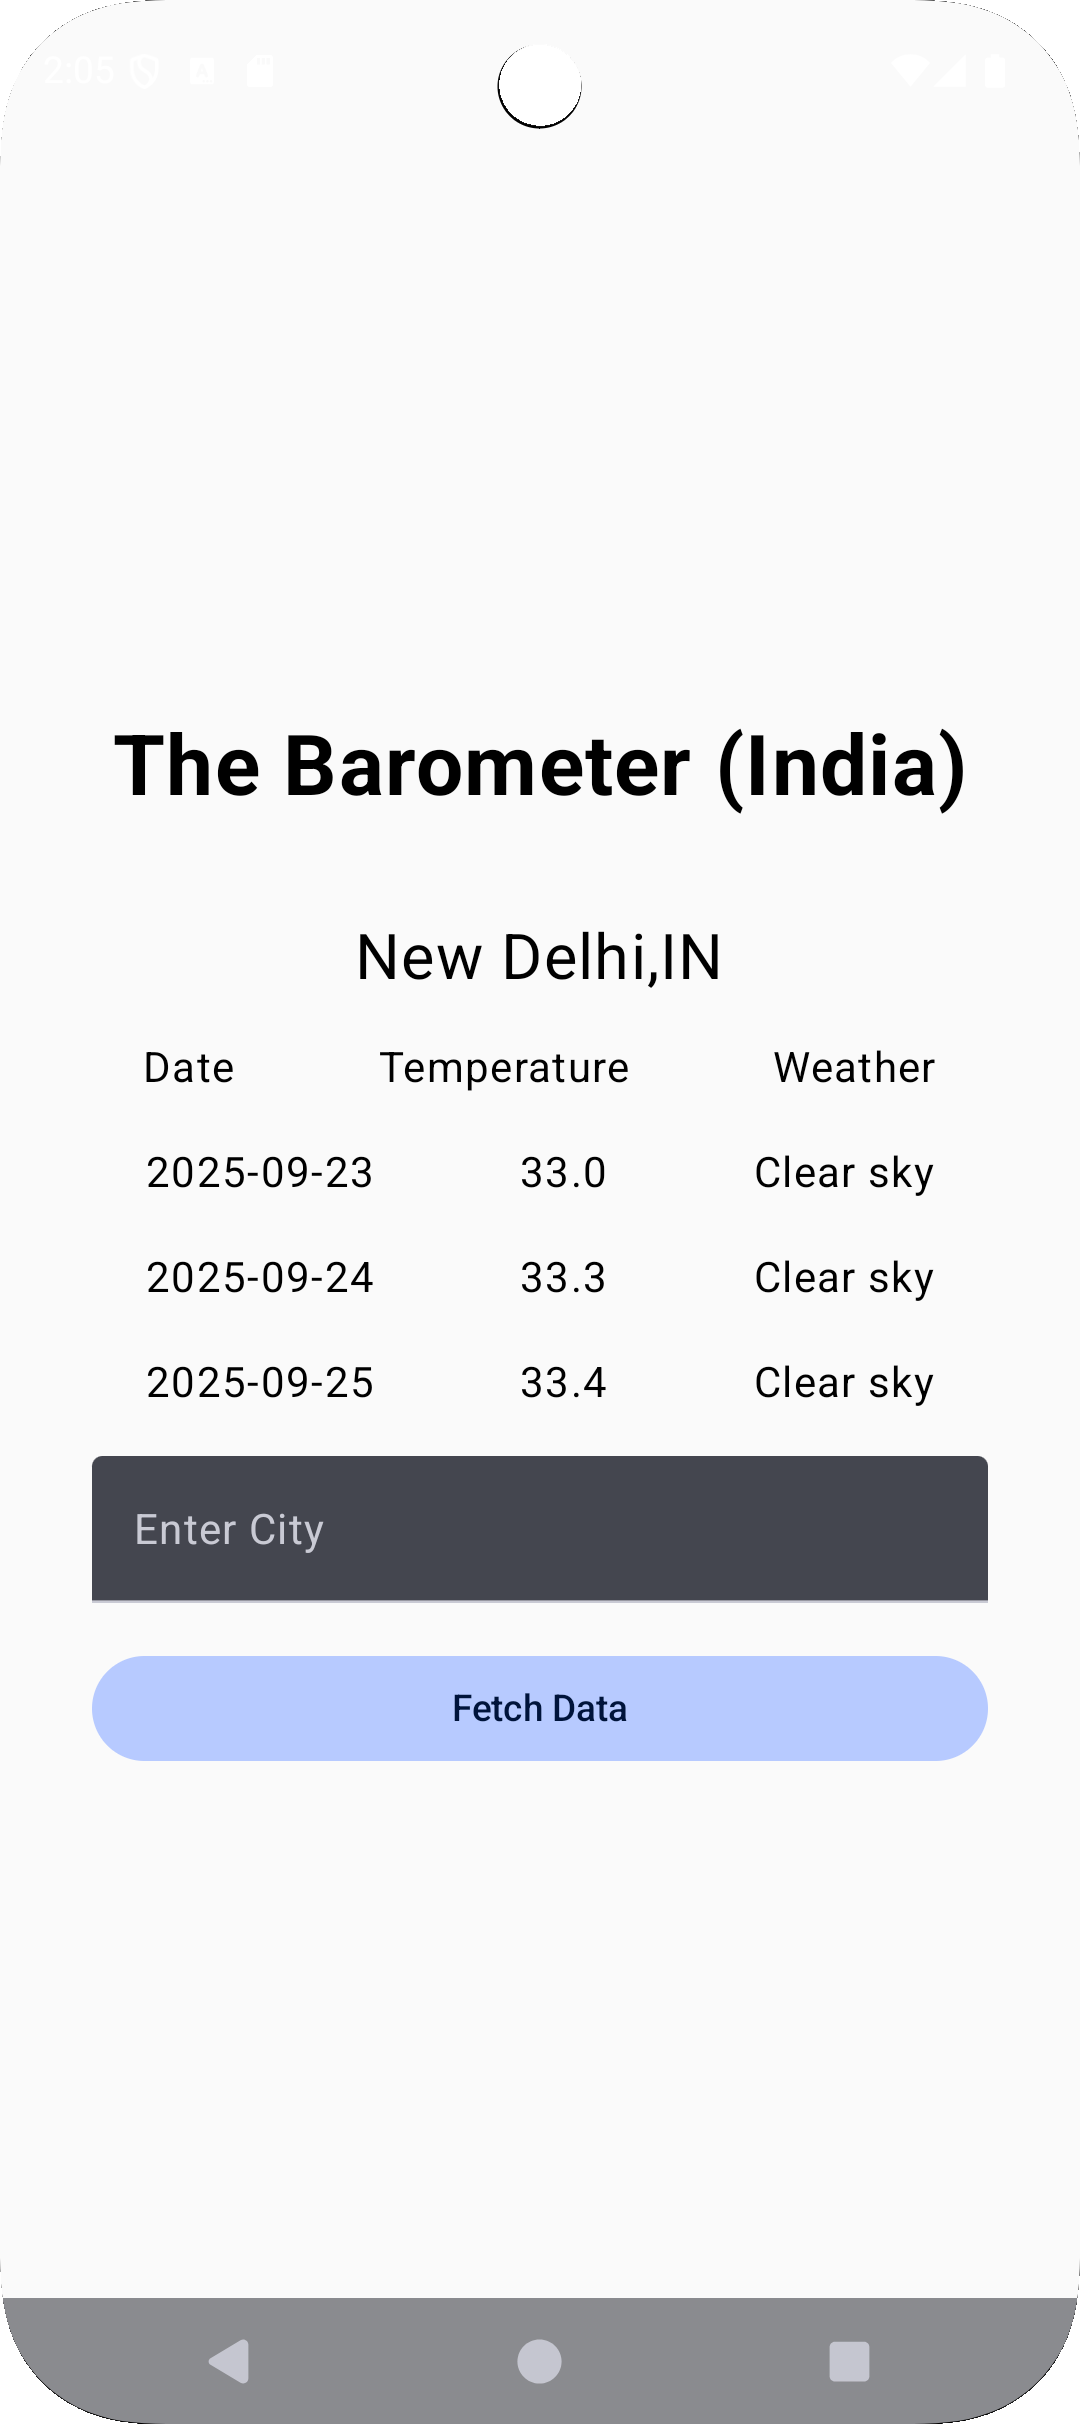 2:05
The Barometer (India)
New Delhi,IN
Date Temperature Weather
2025-09-23 33.0 Clear sky
2025-09-24 33.3 Clear sky
2025-09-25 33.4 Clear sky
Enter City
Fetch Data